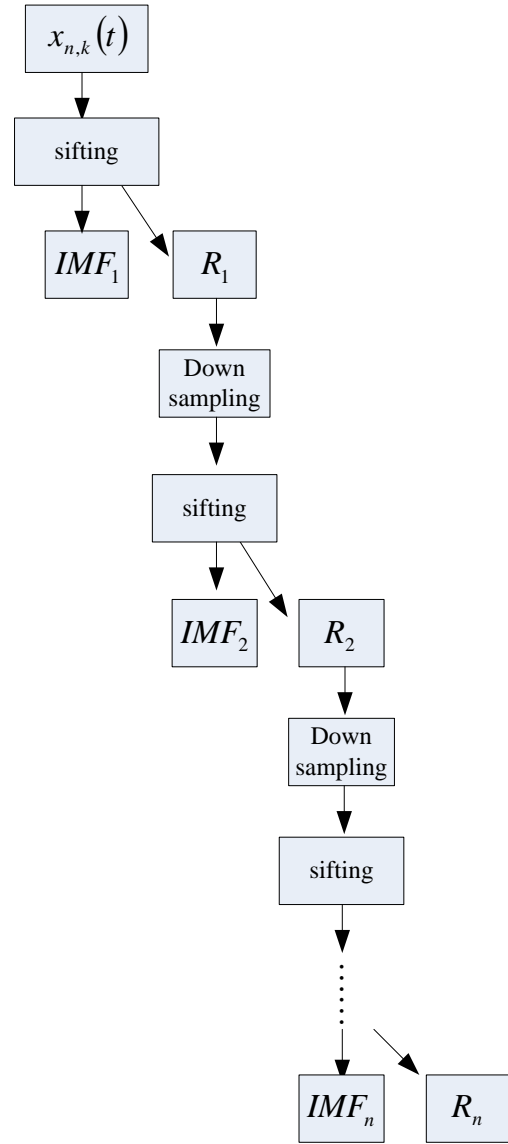 x_{n,k}(t)
sifting
IMF_1
R_1
Down
sampling
sifting
IMF_2
R_2
Down
sampling
sifting
......
IMF_n
R_n